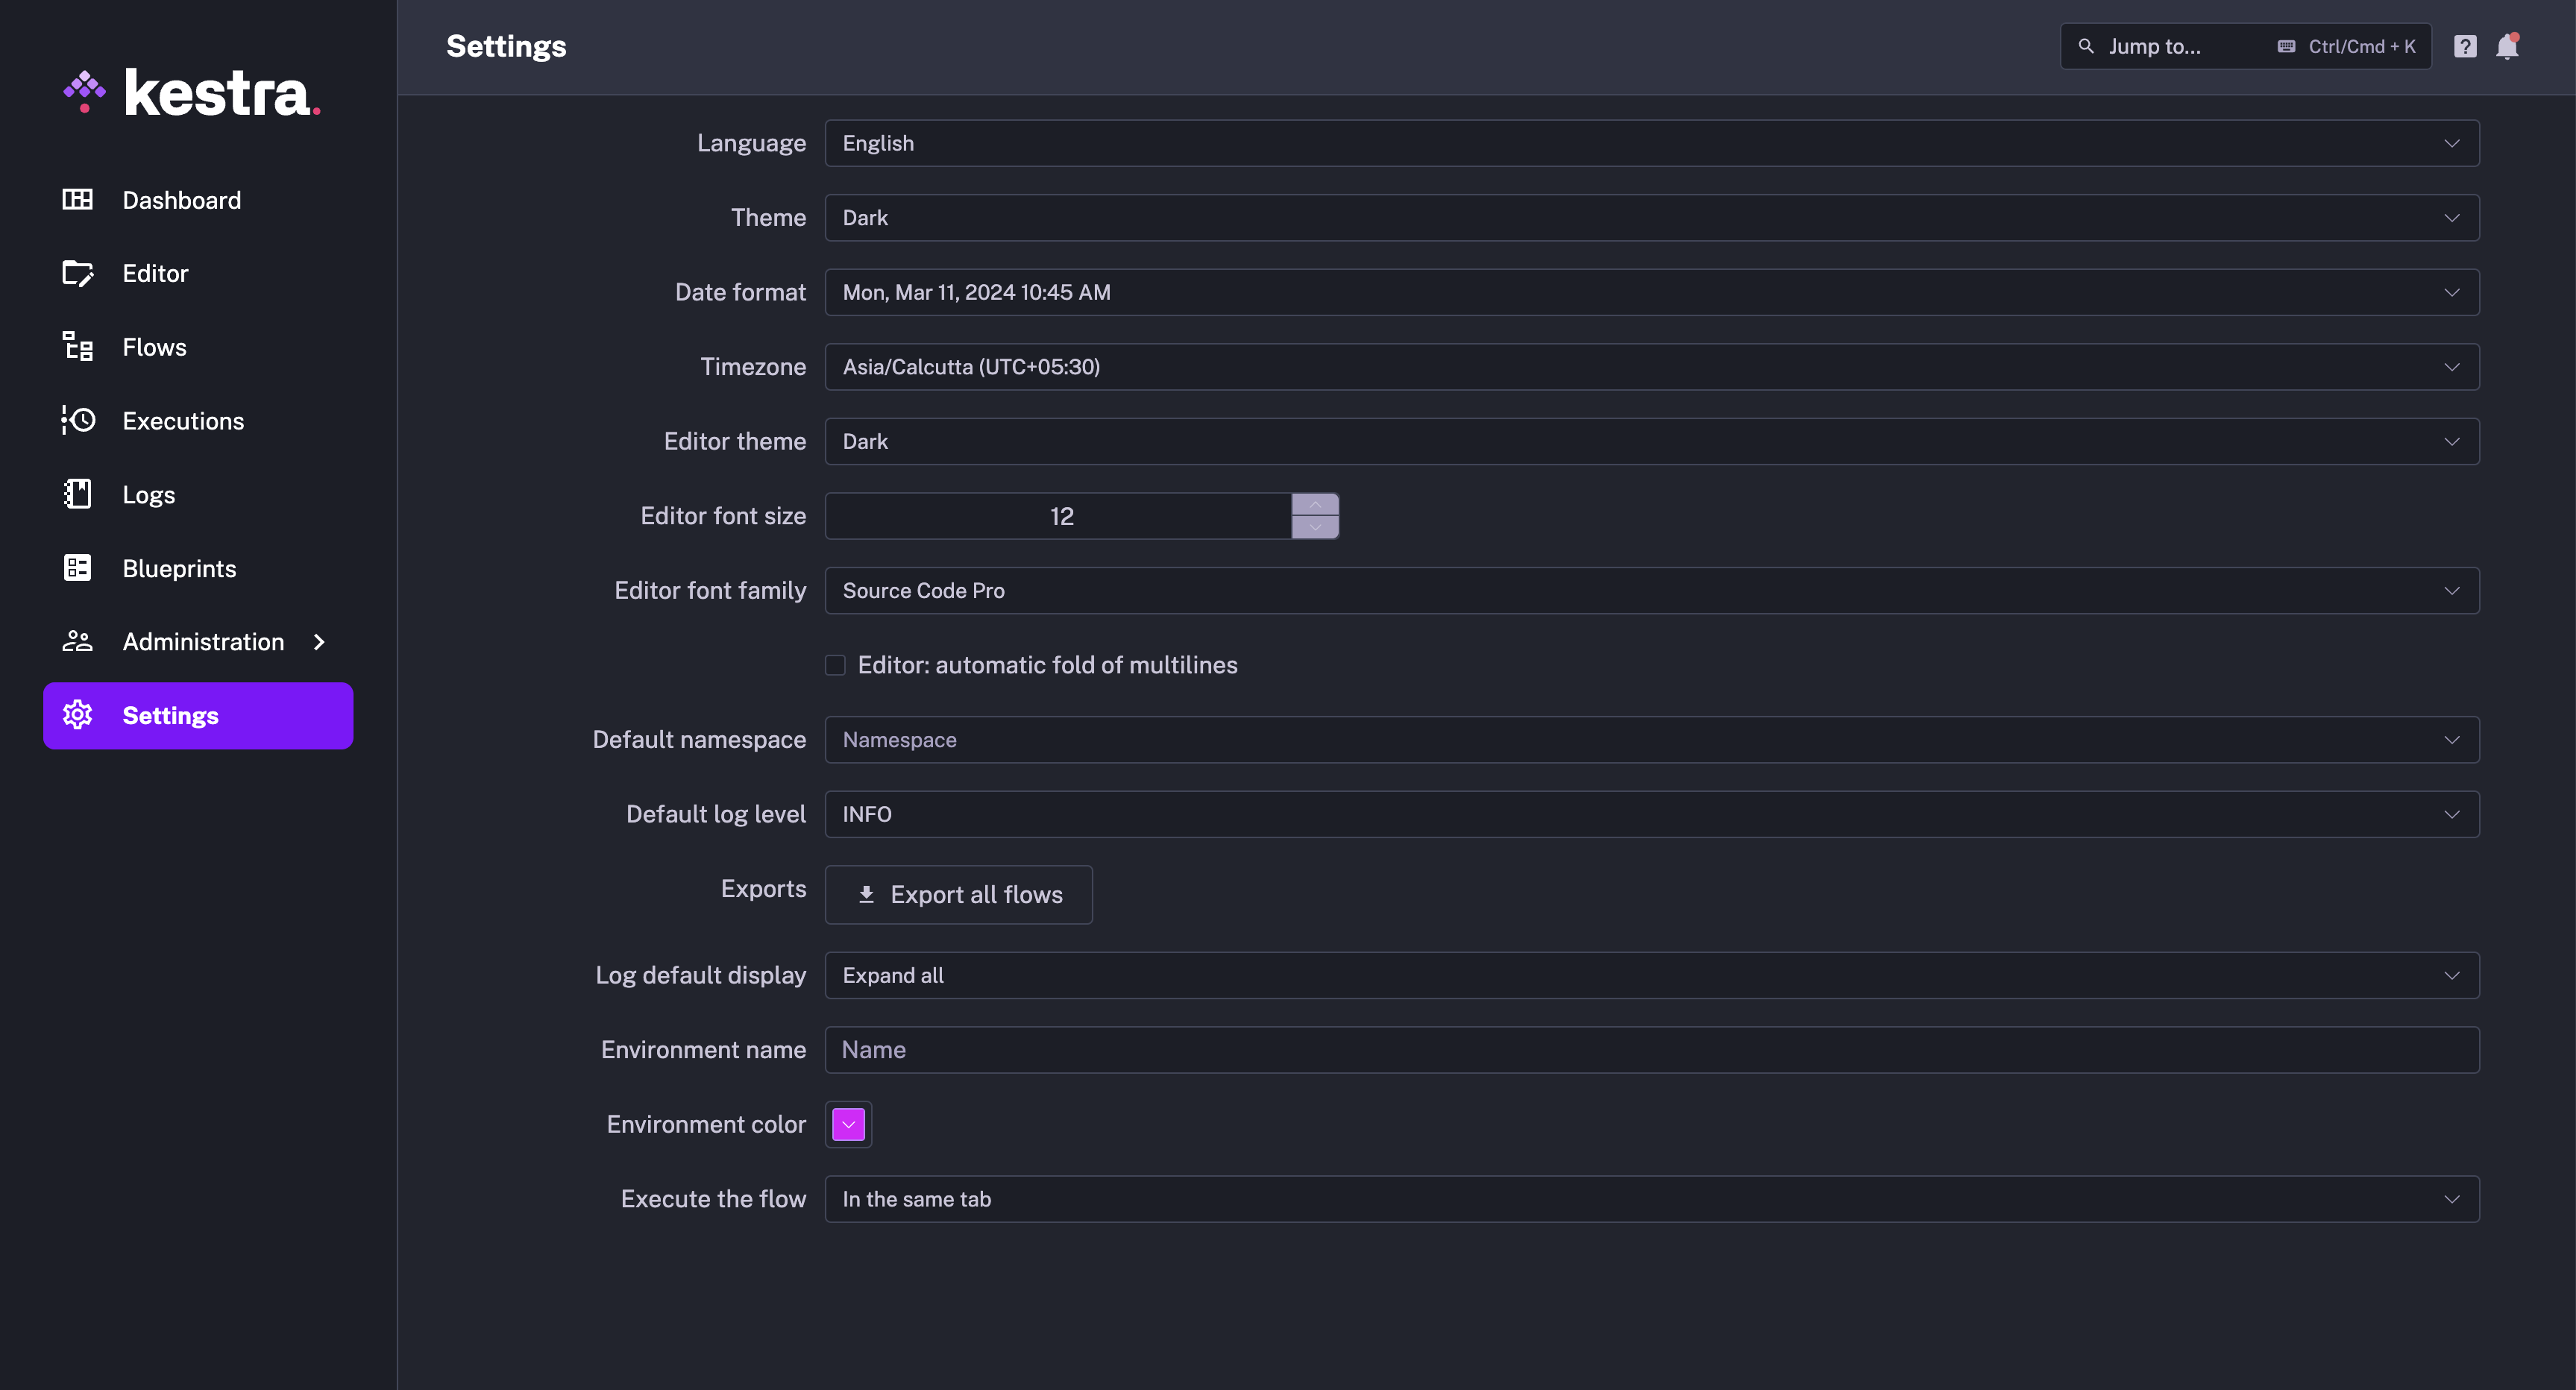 kestra.
Dashboard
Editor
Flows
Executions
Logs
Blueprints
Administration
Settings
Settings
Jump to... Ctrl/Cmd + K
Language English
Theme Dark
Date format Mon, Mar 11, 2024 10:45 AM
Timezone Asia/Calcutta (UTC+05:30)
Editor theme Dark
Editor font size 12
Editor font family Source Code Pro
Editor: automatic fold of multilines
Default namespace Namespace
Default log level INFO
Exports Export all flows
Log default display Expand all
Environment name Name
Environment color
Execute the flow In the same tab